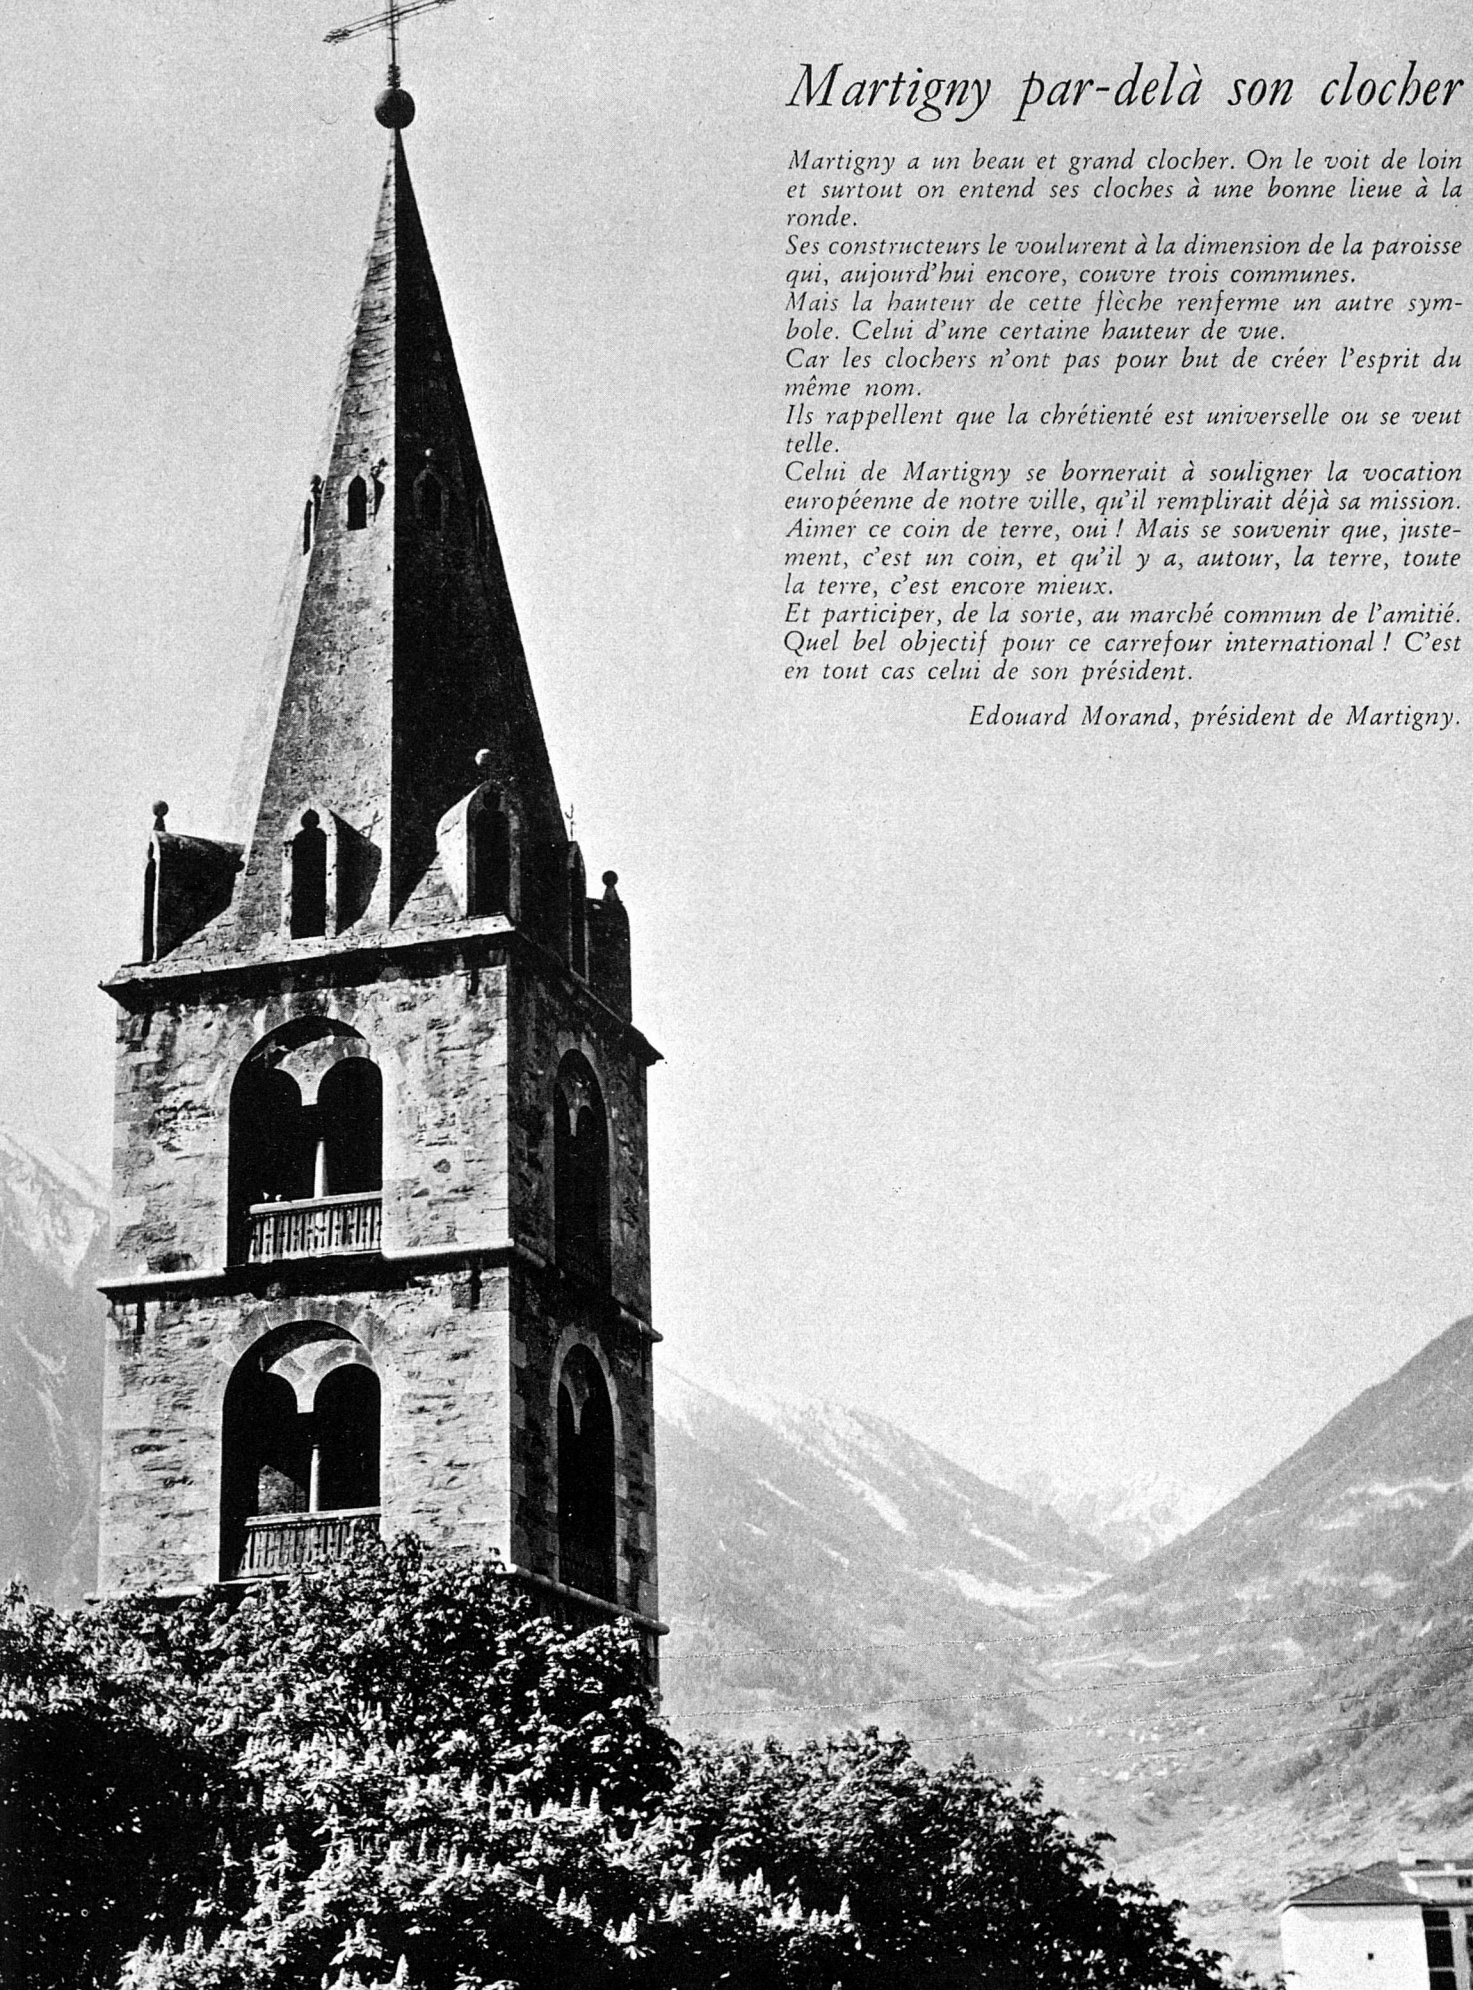 Martigny par-delà son clocher
Martigny a un beau et grand clocher. On le voit de loin
et surtout on entend ses cloches à une bonne lieue à la
ronde.
Ses constructeurs le voulurent à la dimension de la paroisse
qui, aujourd'hui encore, couvre trois communes.
Mais la hauteur de cette flèche renferme un autre sym-
bole. Celui d'une certaine hauteur de vue.
Car les clochers n'ont pas pour but de créer l'esprit du
même nom.
Ils rappellent que la chrétienté est universelle ou se veut
telle.
Celui de Martigny se bornerait à souligner la vocation
européenne de notre ville, qu'il remplirait déjà sa mission.
Aimer ce coin de terre, oui ! Mais se souvenir que, juste-
ment, c'est un coin, et qu'il y a, autour, la terre, toute
la terre, c'est encore mieux.
Et participer, de la sorte, au marché commun de l'amitié.
Quel bel objectif pour ce carrefour international ! C'est
en tout cas celui de son président.
Edouard Morand, président de Martigny.